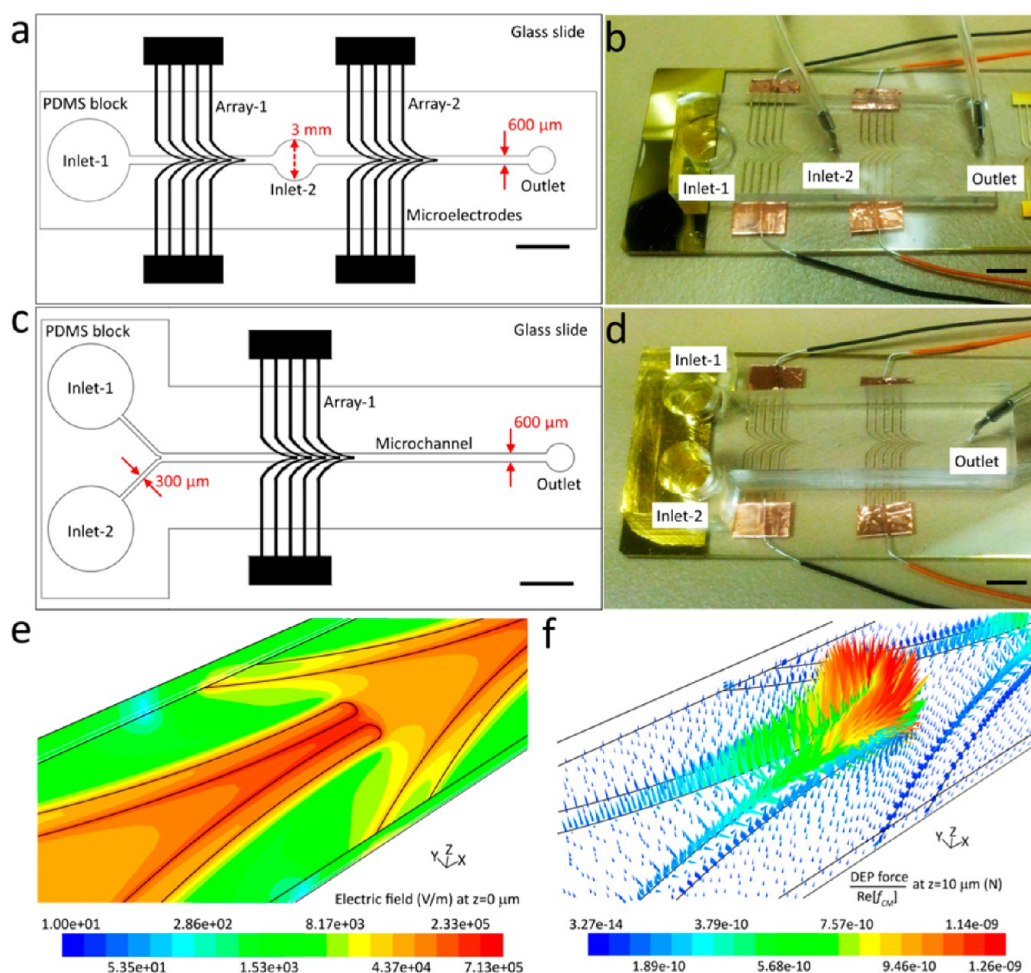 a
Glass slide
PDMS block
Array-1
Array-2
3 mm
600 μm
Inlet-1
Inlet-2
Outlet
Microelectrodes
b
Inlet-1
Inlet-2
Outlet
c
PDMS block
Glass slide
Inlet-1
Array-1
600 μm
Microchannel
300 μm
Outlet
Inlet-2
d
Inlet-1
Outlet
Inlet-2
e
Y Z X
Electric field (V/m) at z=0 μm
1.00e+01 2.86e+02 8.17e+03 2.33e+05
5.35e+01 1.53e+03 4.37e+04 7.13e+05
f
Y Z X
DEP force
Re[fCM]
at z=10 μm (N)
3.27e-14 3.79e-10 7.57e-10 1.14e-09
1.89e-10 5.68e-10 9.46e-10 1.26e-09